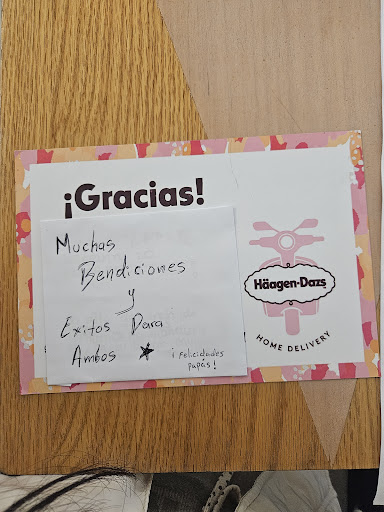 ¡Gracias!
Muchas
Bendiciones
y
Exitos Para
Ambos
¡Felicidades
papás!
Häagen-Dazs
HOME DELIVERY